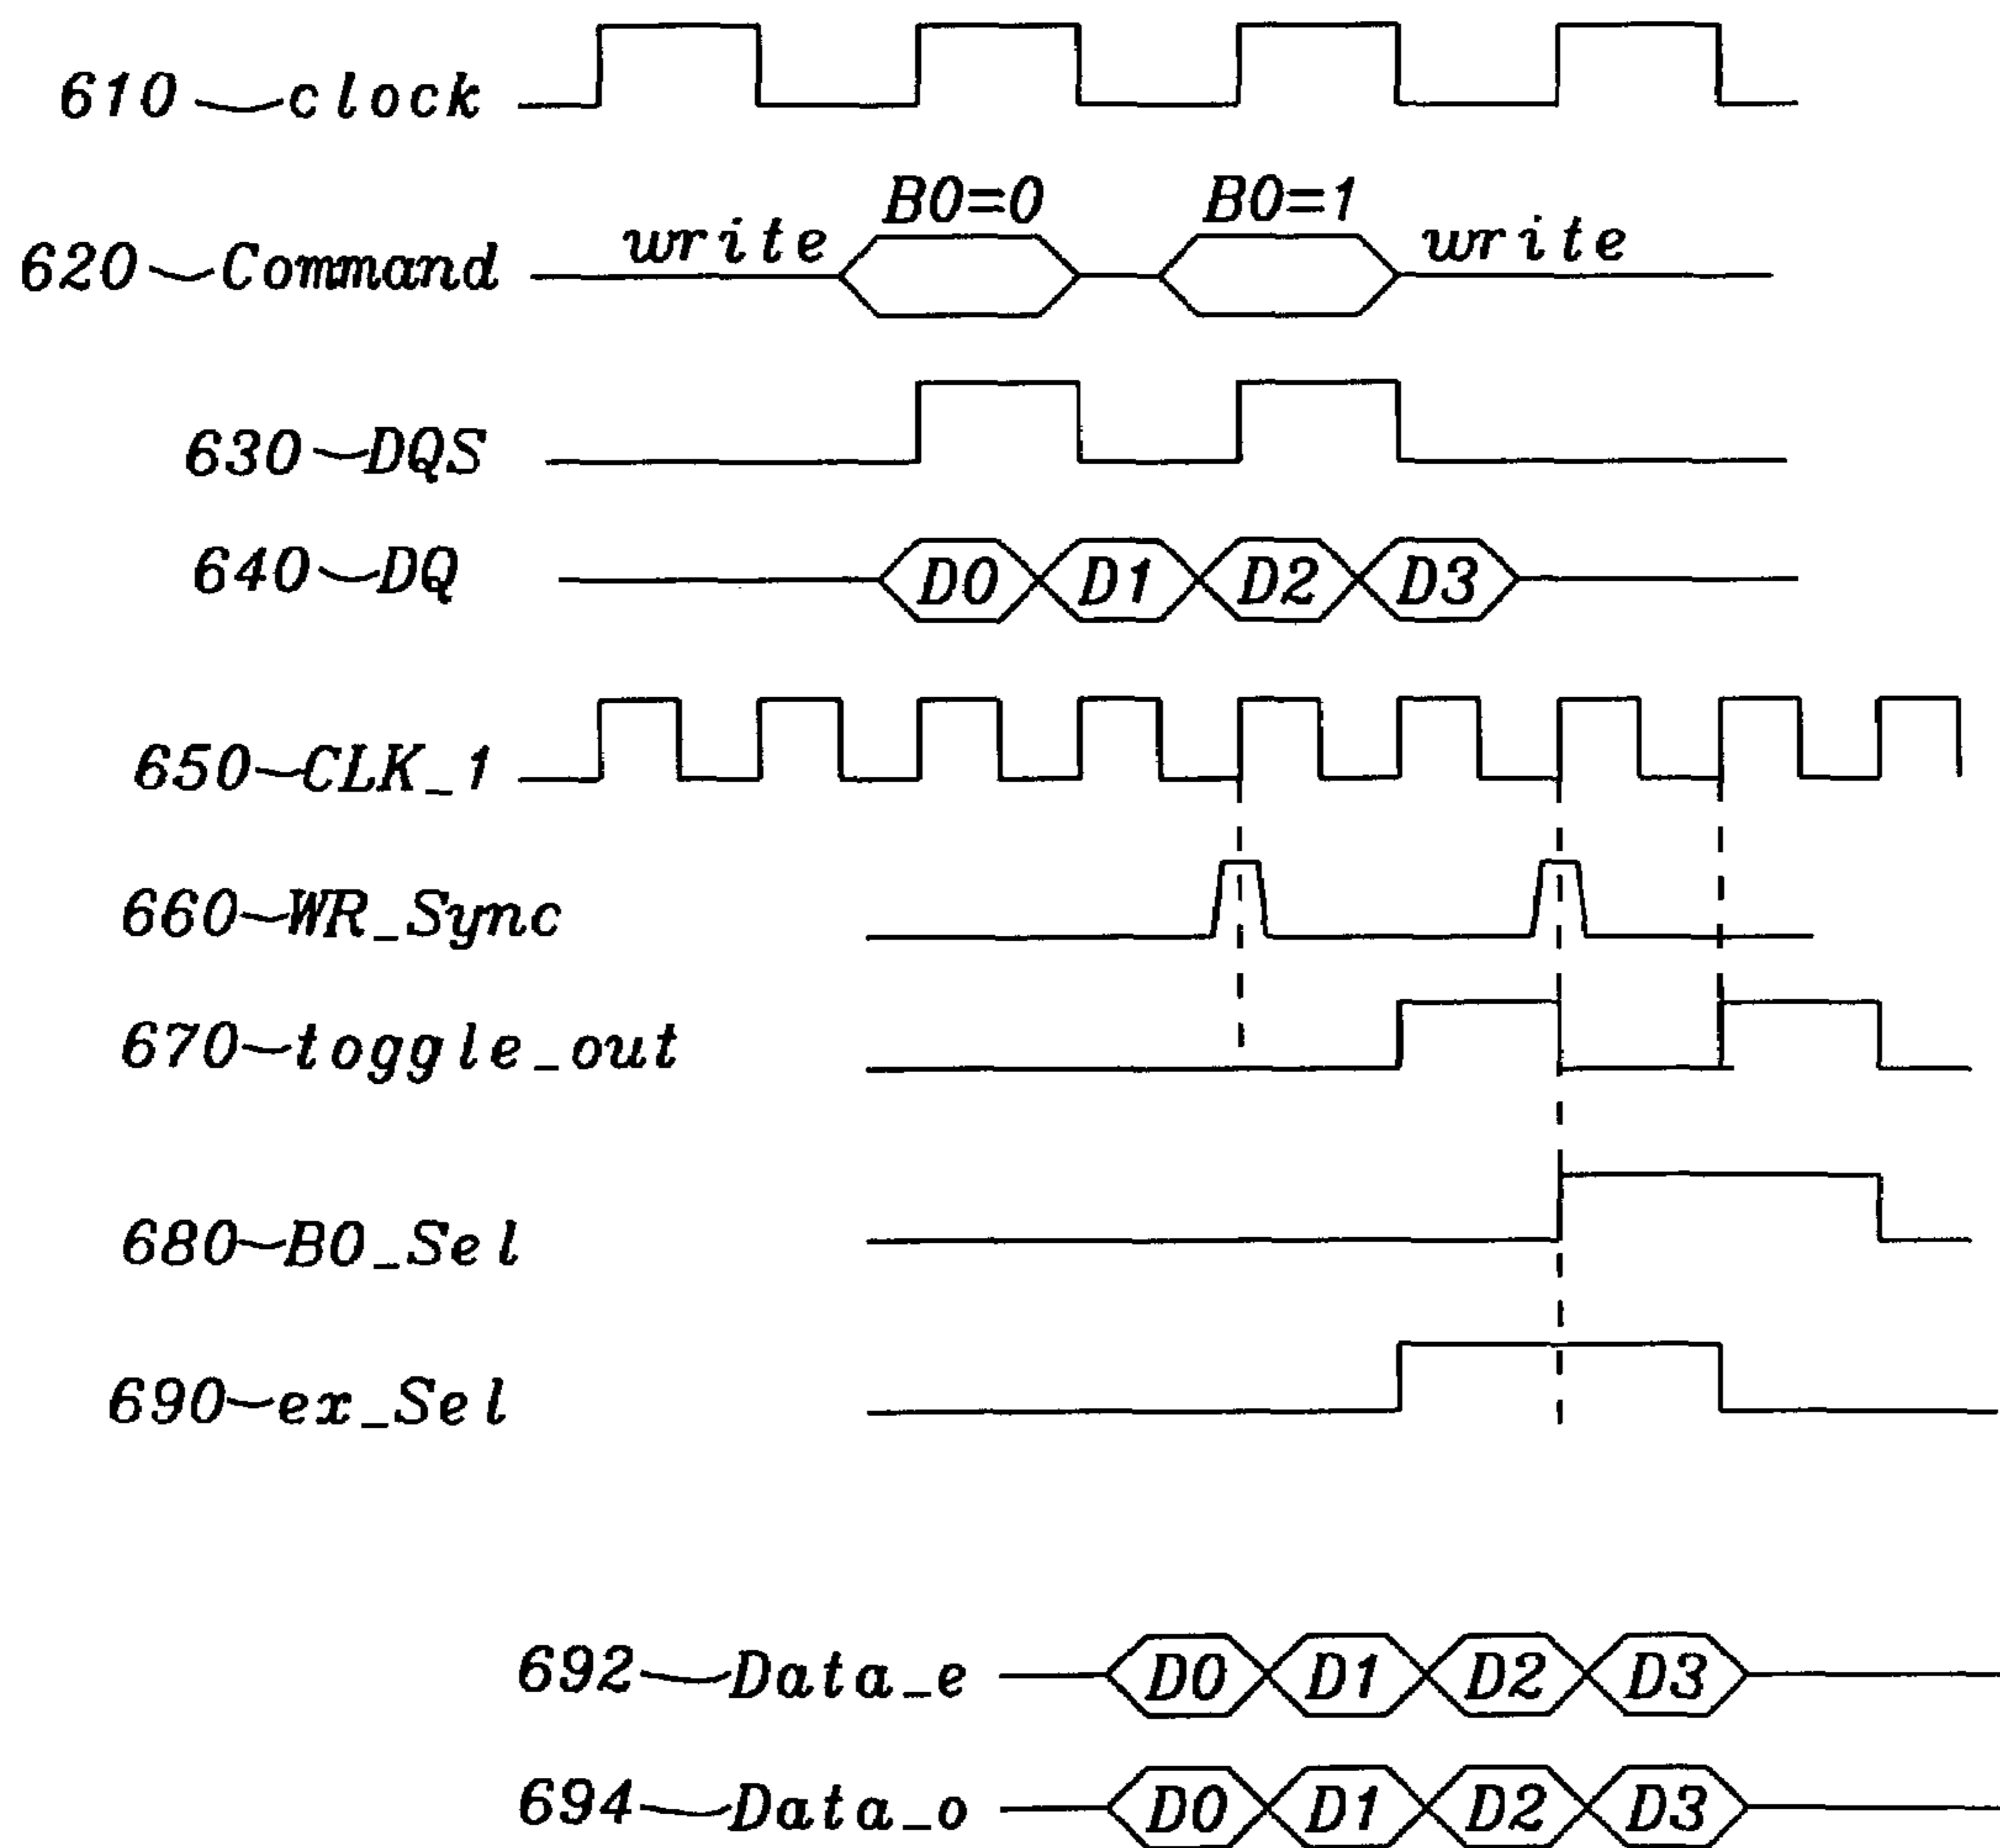 610 clock
B0=0 B0=1
620 Command write write
630 DQS
640 DQ D0 D1 D2 D3
650 CLK_1
660 WR_Sync
670 toggle_out
680 B0_Sel
690 ex_Sel
692 Data_e D0 D1 D2 D3
694 Data_o D0 D1 D2 D3